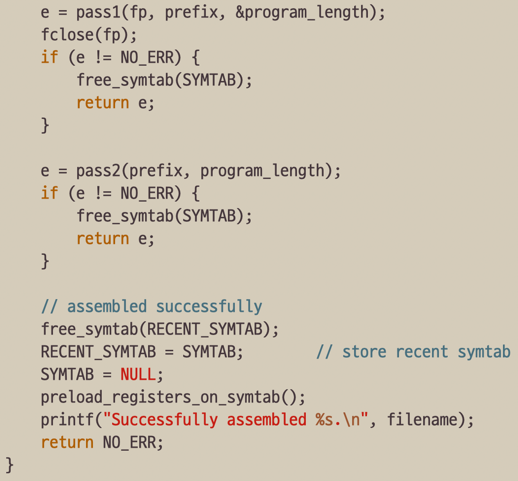 e = pass1(fp, prefix, &program_length);
fclose(fp);
if (e != NO_ERR) {
free_symtab(SYMTAB);
return e;
}
e = pass2(prefix, program_length);
if (e != NO_ERR) {
free_symtab(SYMTAB);
return e;
}
// assembled successfully
free_symtab(RECENT_SYMTAB);
RECENT_SYMTAB = SYMTAB; // store recent symtab
SYMTAB = NULL;
preload_registers_on_symtab();
printf("Successfully assembled %s.\n", filename);
return NO_ERR;
}